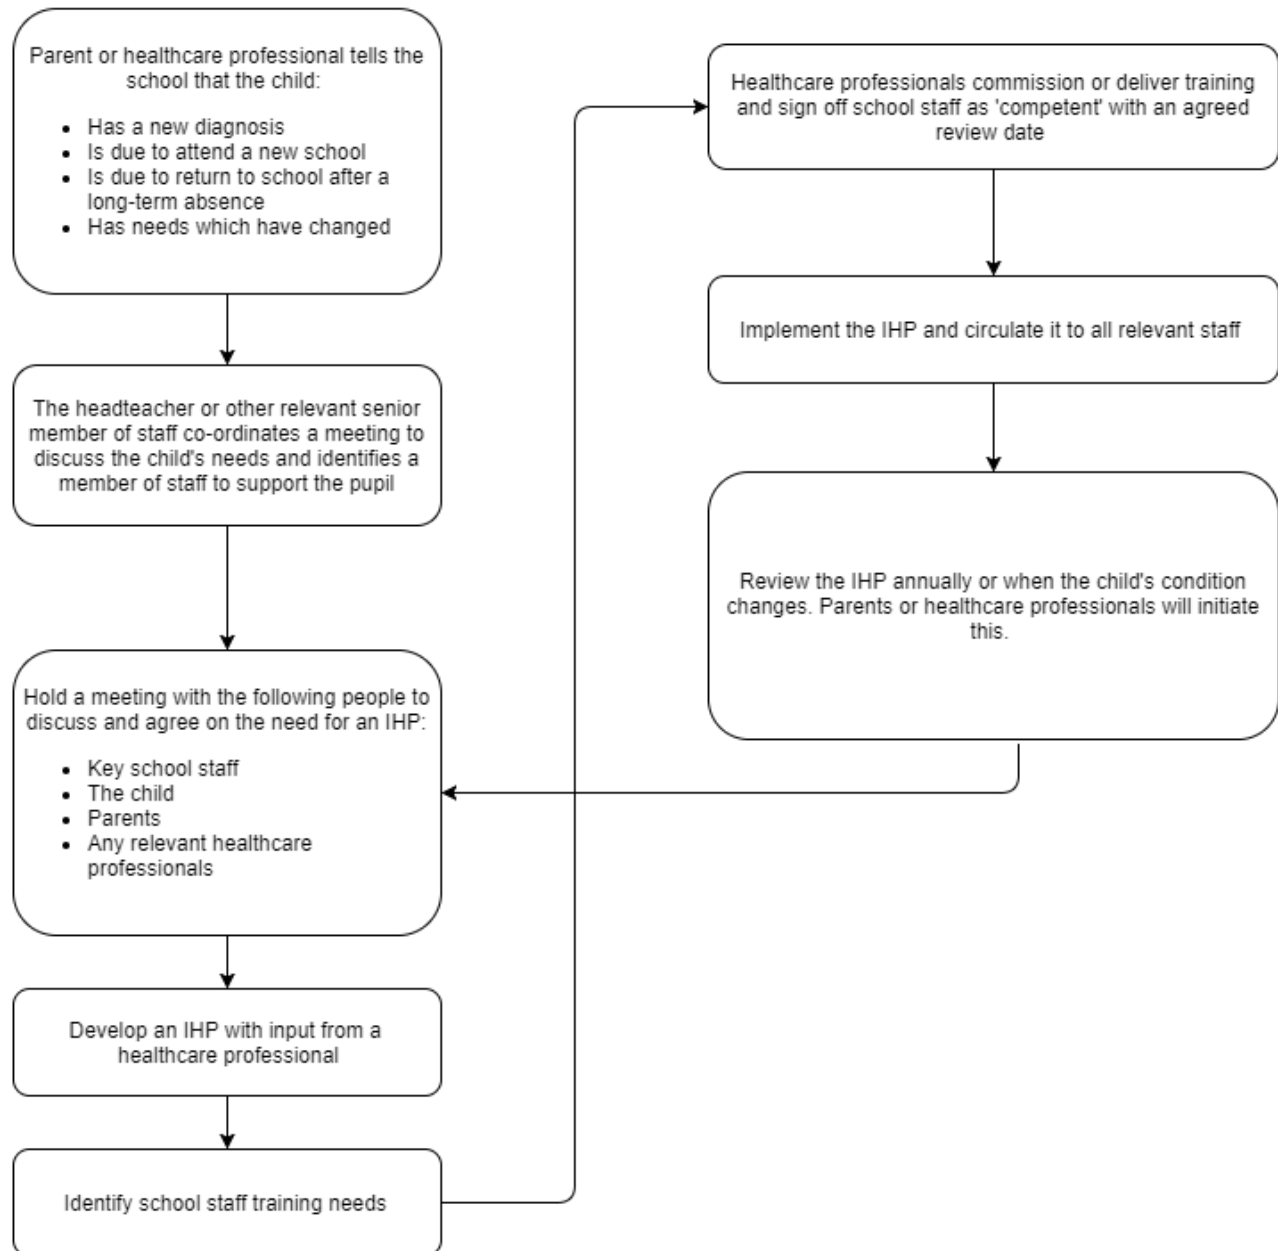 Parent or healthcare professional tells the
school that the child:
• Has a new diagnosis
• Is due to attend a new school
• Is due to return to school after a
long-term absence
• Has needs which have changed
The headteacher or other relevant senior
member of staff co-ordinates a meeting to
discuss the child's needs and identifies a
member of staff to support the pupil
Hold a meeting with the following people to
discuss and agree on the need for an IHP:
• Key school staff
• The child
• Parents
• Any relevant healthcare
professionals
Develop an IHP with input from a
healthcare professional
Identify school staff training needs
Healthcare professionals commission or deliver training
and sign off school staff as 'competent' with an agreed
review date
Implement the IHP and circulate it to all relevant staff
Review the IHP annually or when the child's condition
changes. Parents or healthcare professionals will initiate
this.